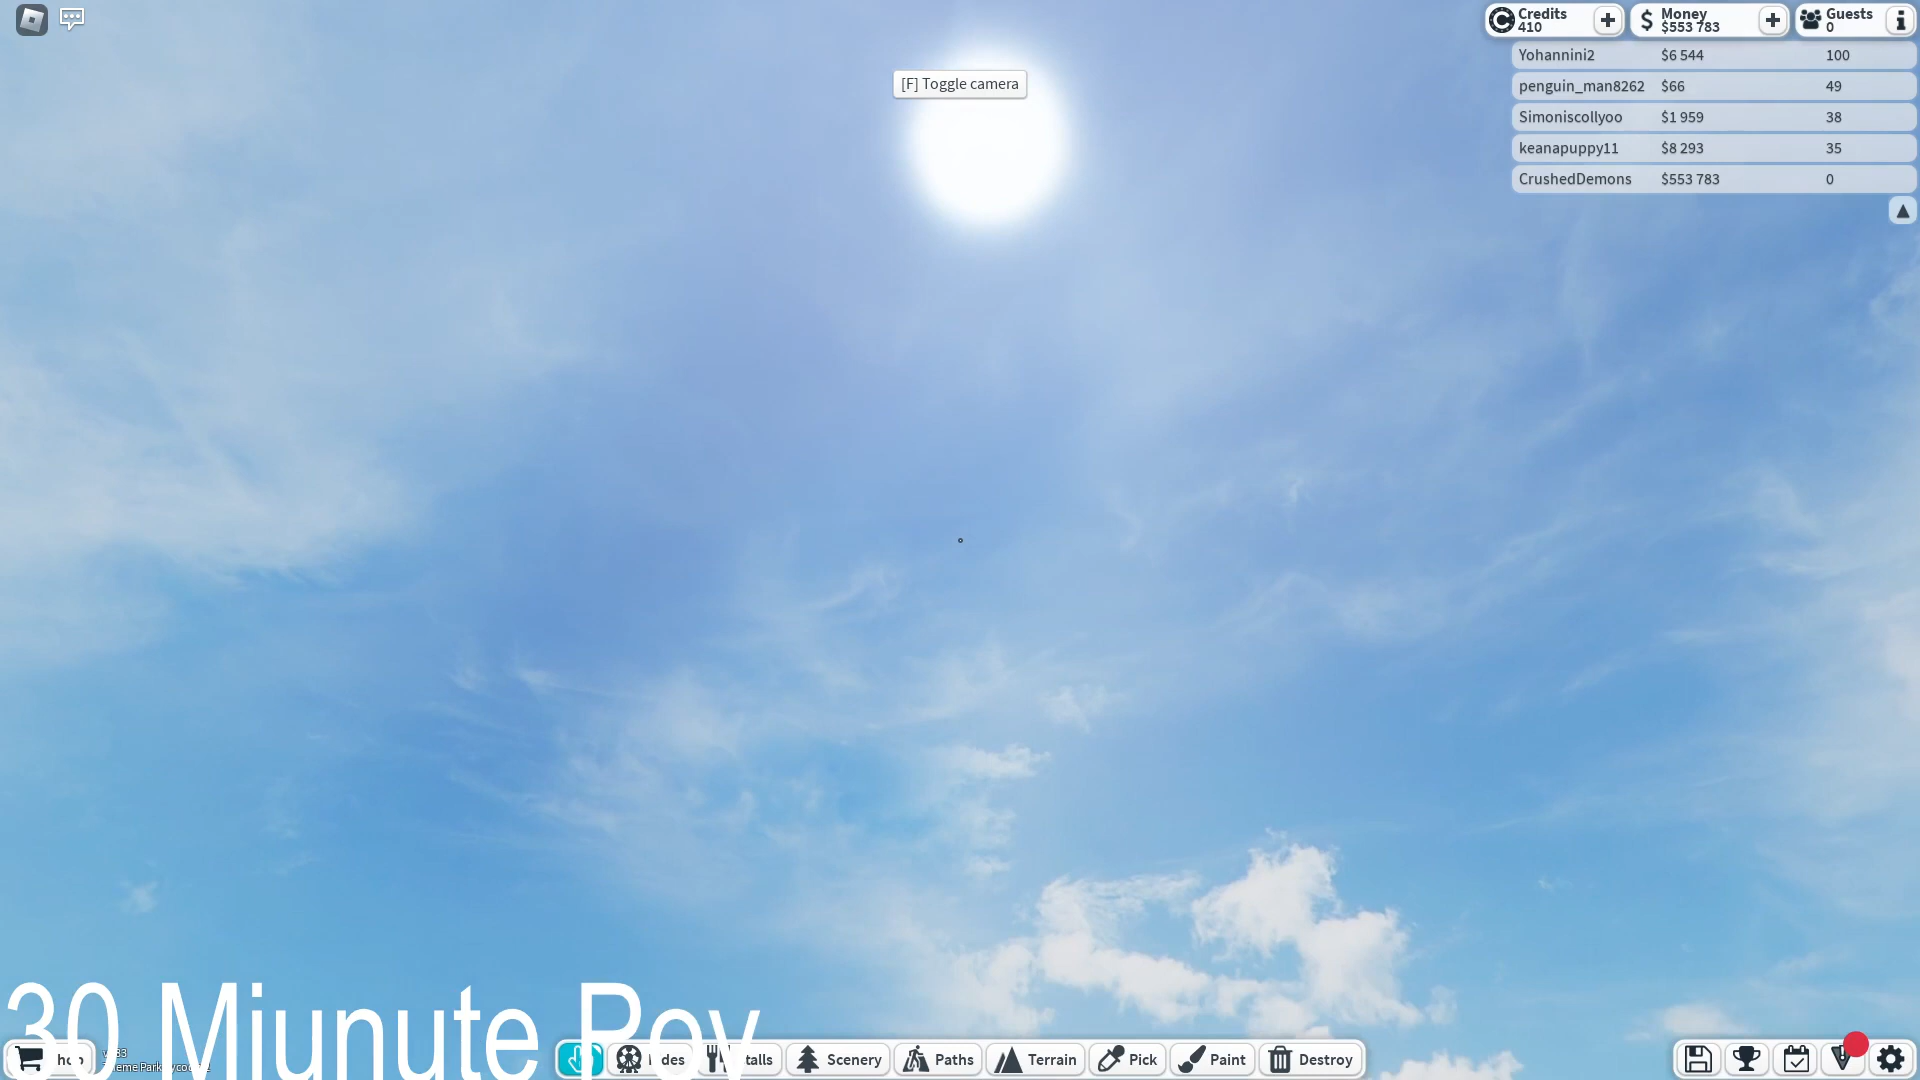 Credits
410
Money
$553 783
Guests
0
Yohannini2 $6 544 100
penguin_man8262 $66 49
Simoniscollyoo $1 959 38
keanapuppy11 $8 293 35
CrushedDemons $553 783 0
[F] Toggle camera
30 Miunute Pov
Scenery
Paths
Terrain
Pick
Paint
Destroy